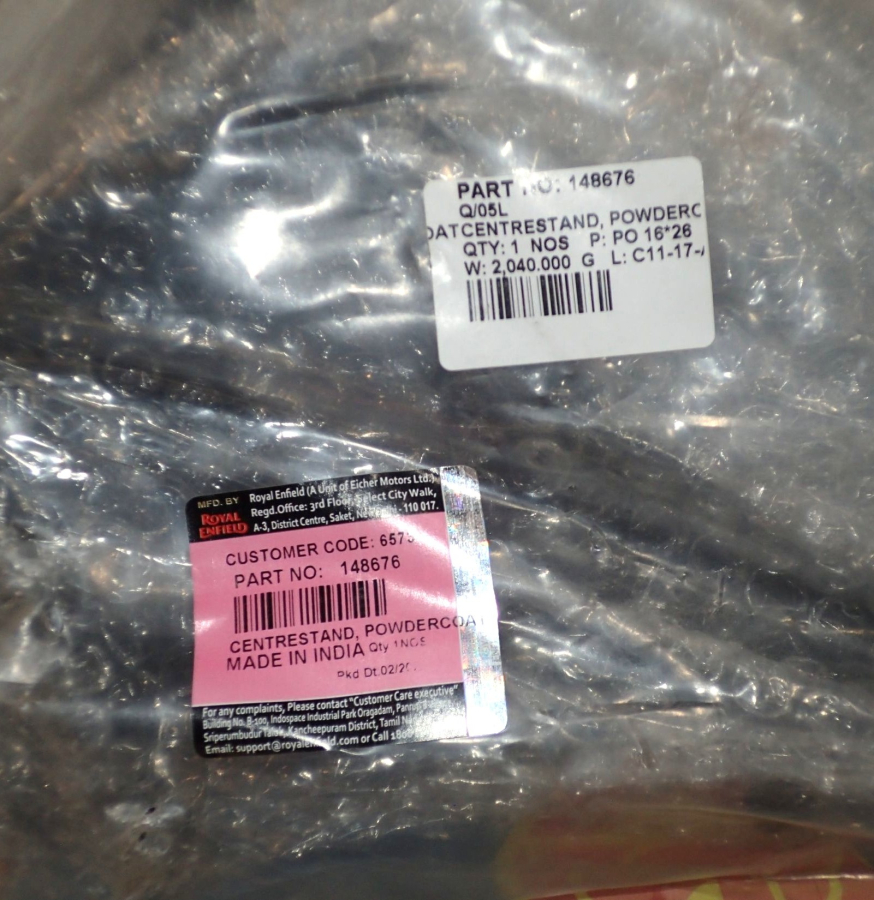 PART NO: 148676
Q/05L
OATCENTRESTAND, POWDERC
QTY: 1 NOS P: PO 16*26
W: 2,040.000 G L: C11-17-
MFD. BY
ROYAL ENFIELD
Royal Enfield (A Unit of Eicher Motors Ltd.)
Regd.Office: 3rd Floor, Select City Walk,
A-3, District Centre, Saket, - 110 017.
CUSTOMER CODE: 657
PART NO: 148676
CENTRESTAND, POWDERCOA
MADE IN INDIA Qty 1NOS
Pkd Dt.02/2
For any complaints, Please contact "Customer Care executive"
Building No. B-100, Indospace Industrial Park Oragadam,
Sriperumbudur Taluk, Kancheepuram District, Tamil
Email: support@royalenfield.com or Call 180